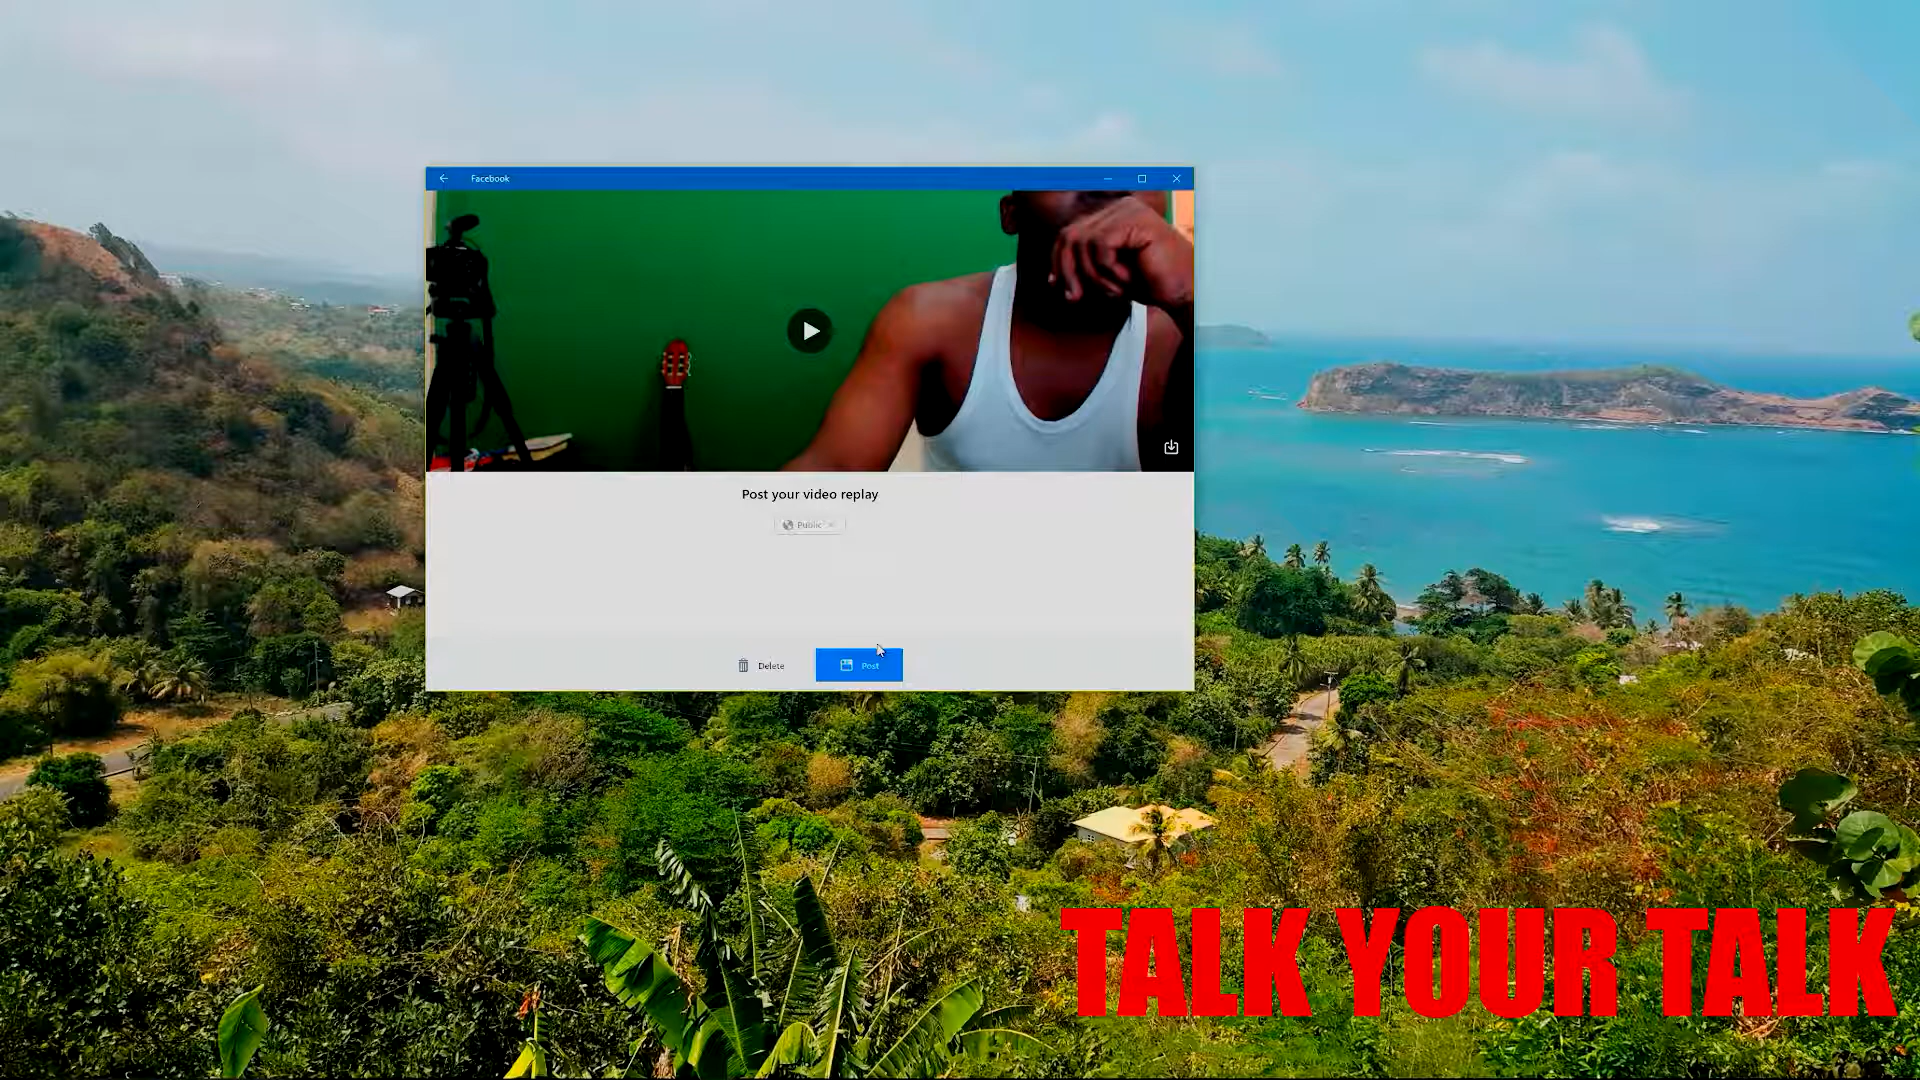 Facebook
Post your video replay
Public
Delete
Post
TALK YOUR TALK